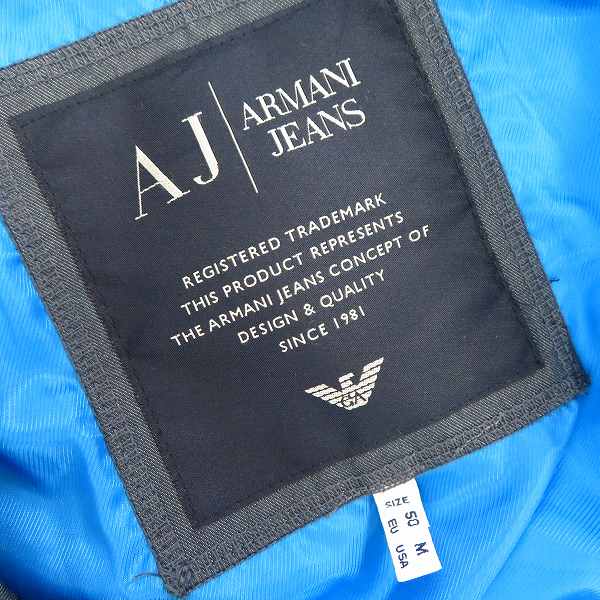 AJ
ARMANI
JEANS
REGISTERED TRADEMARK
THIS PRODUCT REPRESENTS
THE ARMANI JEANS CONCEPT OF
DESIGN & QUALITY
SINCE 1981
GA
SIZE 50 M
EU USA